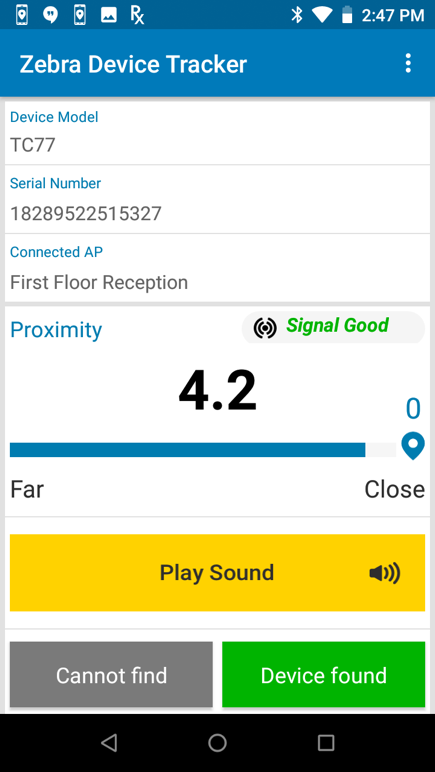 2:47 PM
Zebra Device Tracker
Device Model
TC77
Serial Number
18289522515327
Connected AP
First Floor Reception
Proximity
Signal Good
4.2
0
Far
Close
Play Sound
Cannot find
Device found